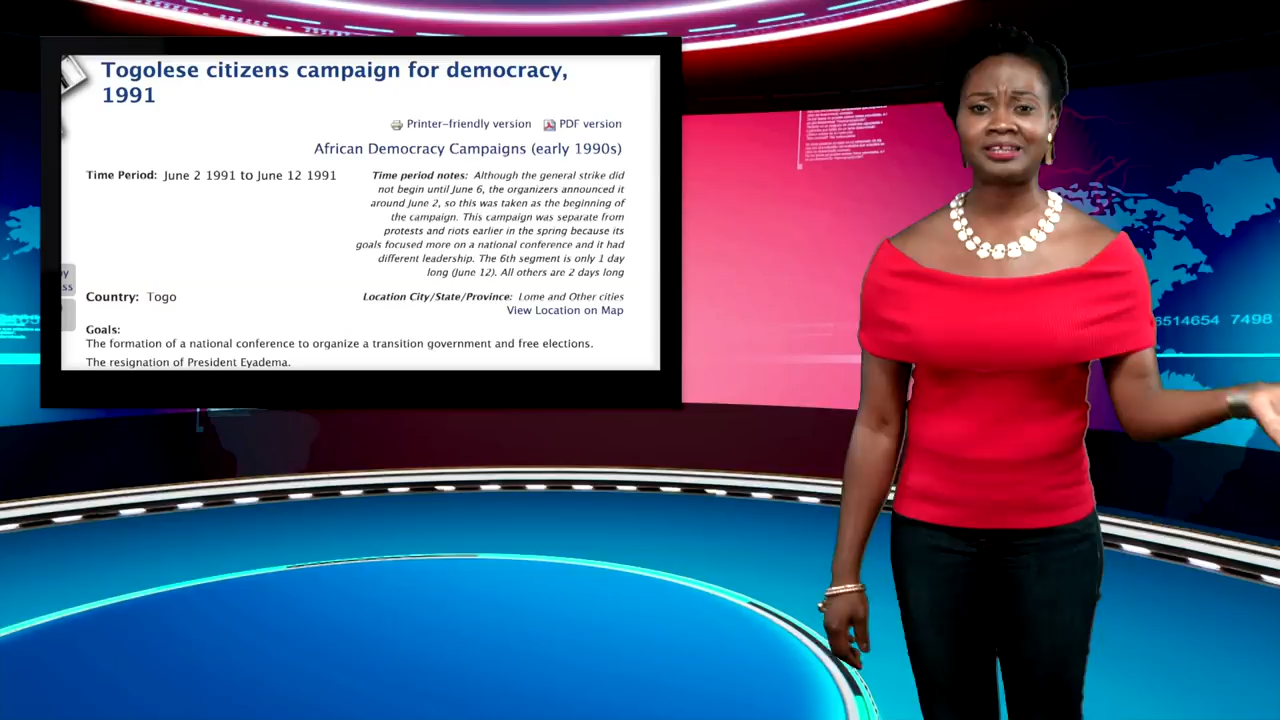 Togolese citizens campaign for democracy,
1991
Printer-friendly version PDF version
African Democracy Campaigns (early 1990s)
Time Period: June 2 1991 to June 12 1991
Time period notes: Although the general strike did
not begin until June 6, the organizers announced it
around June 2, so this was taken as the beginning of
the campaign. This campaign was separate from
protests and riots earlier in the spring because its
goals focused more on a national conference and it had
different leadership. The 6th segment is only 1 day
long (June 12). All others are 2 days long
Country: Togo
Location City/State/Province: Lome and Other cities
View Location on Map
Goals:
The formation of a national conference to organize a transition government and free elections.
The resignation of President Eyadema.
6514654 7498